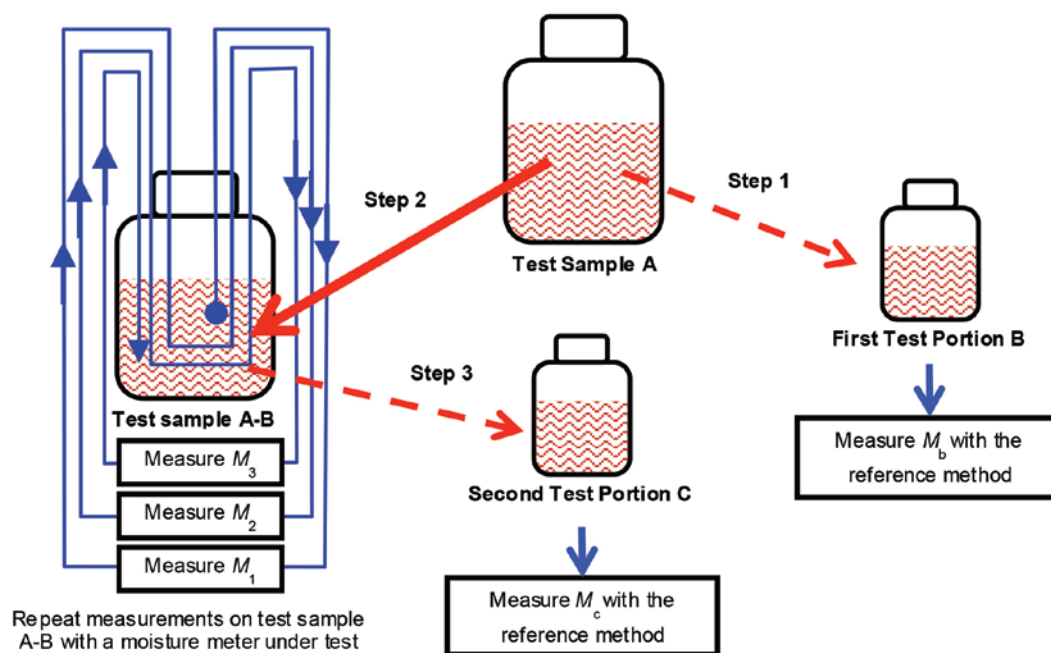 Step 1
Step 2
Test Sample A
First Test Portion B
Step 3
Test sample A-B
Measure M3
Measure M2
Measure M1
Second Test Portion C
Measure Mb with the
reference method
Measure Mc with the
reference method
Repeat measurements on test sample
A-B with a moisture meter under test